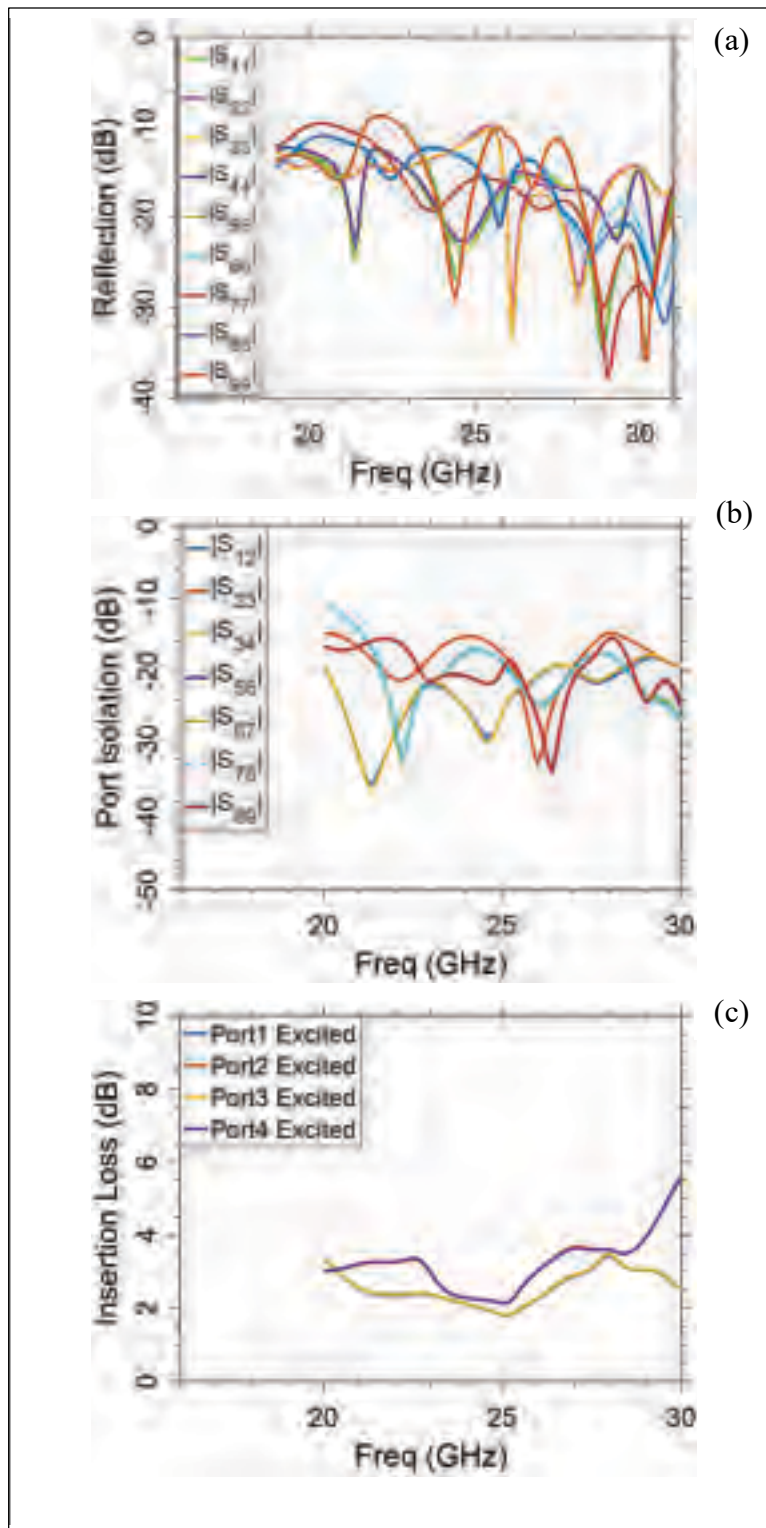 (a)
Reflection (dB)
0
-10
-20
-30
-40
|S11|
|S22|
|S33|
|S44|
|S55|
|S66|
|S77|
|S88|
|S99|
20
25
30
Freq (GHz)
(b)
Port isolation (dB)
0
-10
-20
-30
-40
-50
|S12|
|S23|
|S34|
|S56|
|S67|
|S78|
|S89|
20
25
30
Freq (GHz)
(c)
Insertion Loss (dB)
10
8
6
4
2
0
Port1 Excited
Port2 Excited
Port3 Excited
Port4 Excited
20
25
30
Freq (GHz)